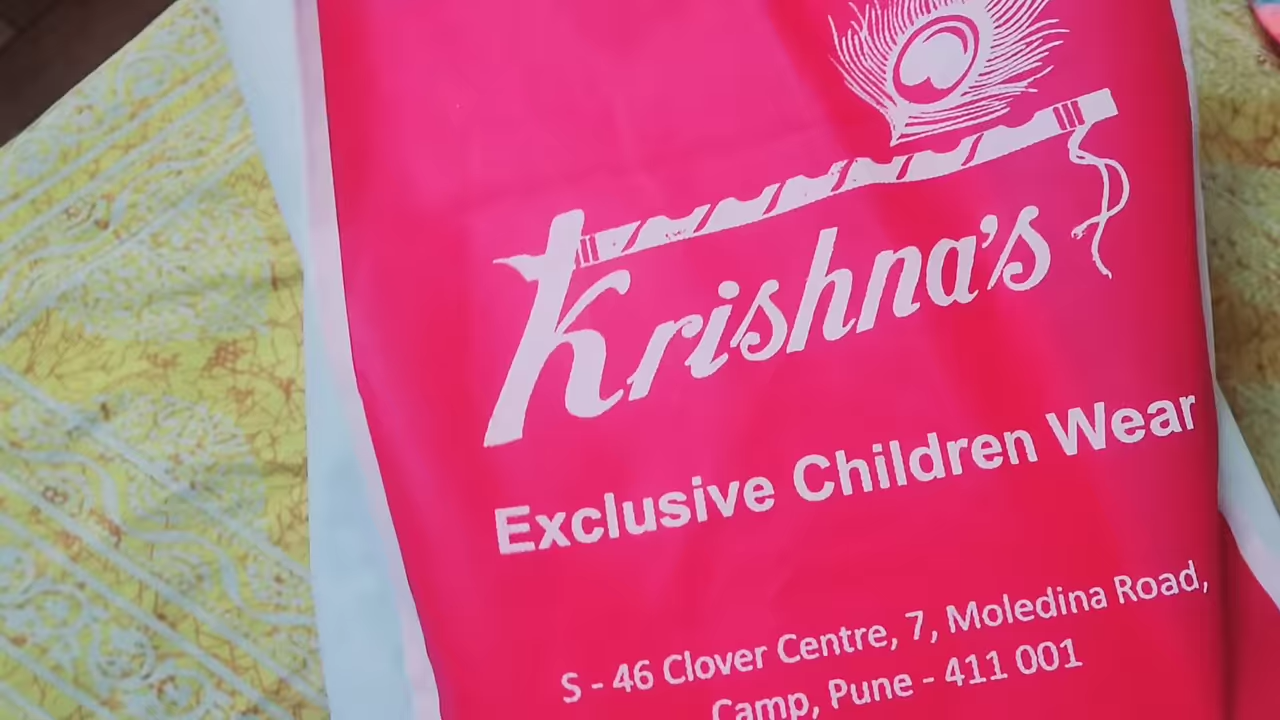 Krishna's
Exclusive Children Wear
S - 46 Clover Centre, 7, Moledina Road,
Camp, Pune - 411 001